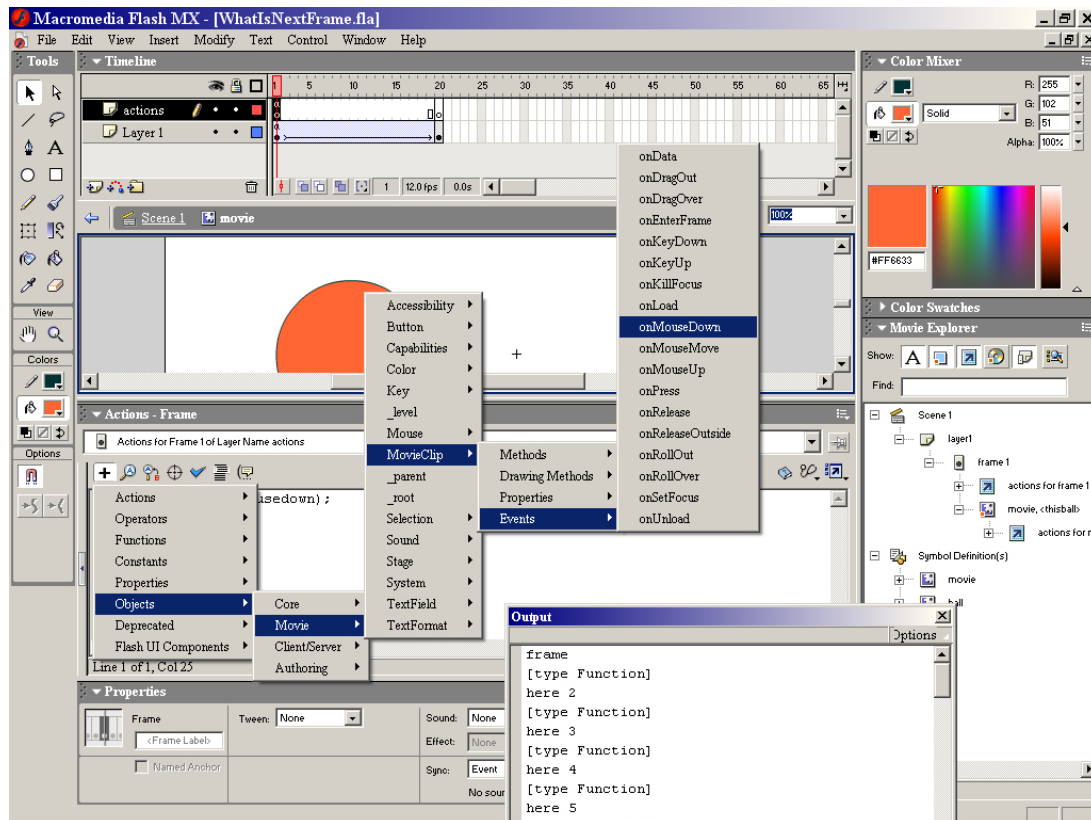 Macromedia Flash MX - [WhatIsNextFrame.fla]
File Edit View Insert Modify Text Control Window Help
Tools
Timeline
1 5 10 15 20 25 30 35 40 45 50 55 60 65
actions
Layer 1
1 12.0 fps 0.0s
Scene 1 movie
100%
View
Colors
Options
Color Mixer
R: 255
Solid
G: 102
B: 51
Alpha: 100%
#FF6633
Color Swatches
Movie Explorer
Show:
Find:
Scene 1
layer1
frame 1
actions for frame 1
movie, <thisball>
actions for
Symbol Definition(s)
movie
ball
Actions - Frame
Actions for Frame 1 of Layer Name actions
usedown);
Line 1 of 1, Col 25
Actions
Operators
Functions
Constants
Properties
Objects
Deprecated
Flash UI Components
Core
Movie
Client/Server
Authoring
Accessibility
Button
Capabilities
Color
Key
_level
Mouse
MovieClip
_parent
_root
Selection
Sound
Stage
System
TextField
TextFormat
Methods
Drawing Methods
Properties
Events
onData
onDragOut
onDragOver
onEnterFrame
onKeyDown
onKeyUp
onKillFocus
onLoad
onMouseDown
onMouseMove
onMouseUp
onPress
onRelease
onReleaseOutside
onRollOut
onRollOver
onSetFocus
onUnload
Properties
Frame
<Frame Label>
Named Anchor
Tween: None
Sound: None
Effect: None
Sync: Event
No sour
Output
Options
frame
[type Function]
here 2
[type Function]
here 3
[type Function]
here 4
[type Function]
here 5